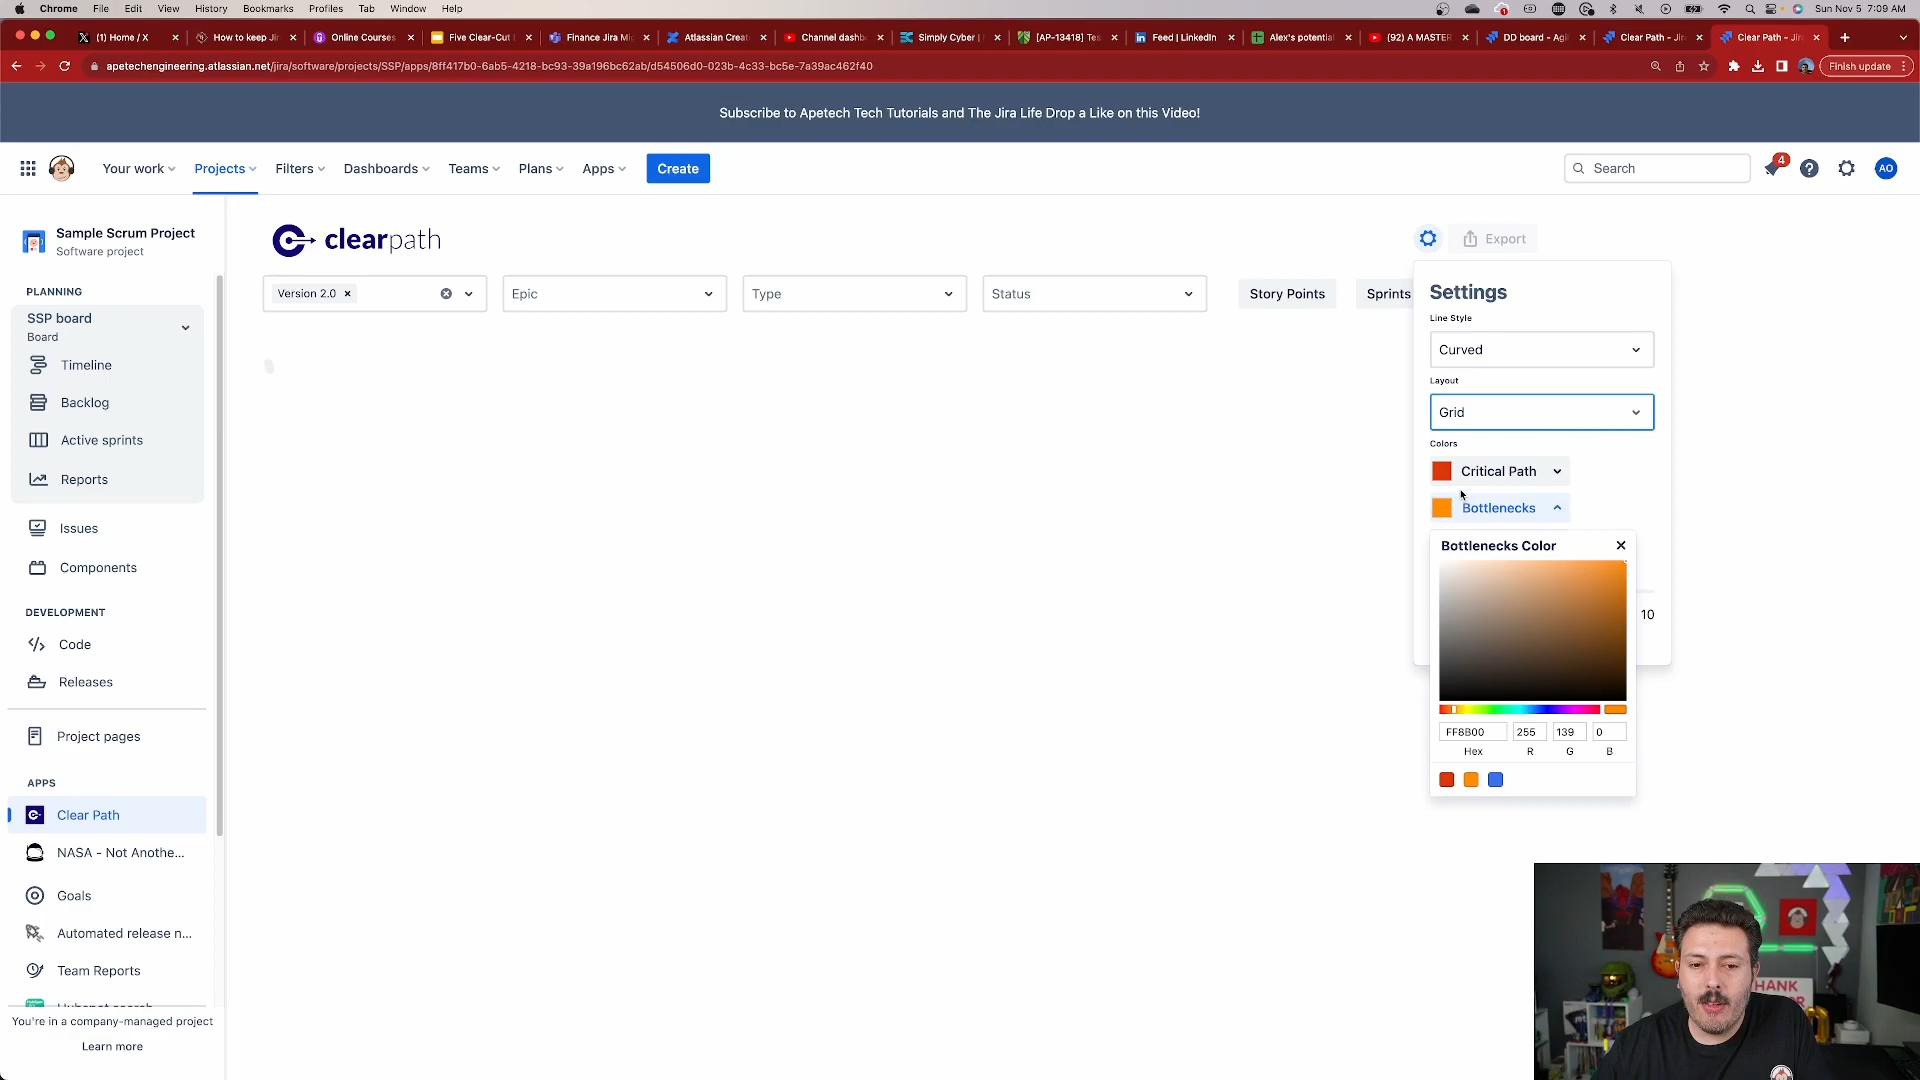 Chrome File Edit View History Bookmarks Profiles Tab Window Help
Sun Nov 5 7:09 AM
(1) Home / X
How to keep Jir
Online Courses
Five Clear-Cut
Finance Jira Mi
Atlassian Creat
Channel dashb
Simply Cyber |
[AP-13418] Tes
Feed | LinkedIn
Alex's potential
(92) A MASTER
DD board - Agi
Clear Path - Jir
Clear Path - Jir
apetechengineering.atlassian.net/jira/software/projects/SSP/apps/8ff417b0-6ab5-4218-bc93-39a196bc62ab/d54506d0-023b-4c33-bc5e-7a39ac462f40
Finish update
Subscribe to Apetech Tech Tutorials and The Jira Life Drop a Like on this Video!
Your work Projects Filters Dashboards Teams Plans Apps Create
Search
4
AO
Sample Scrum Project
Software project
PLANNING
SSP board
Board
Timeline
Backlog
Active sprints
Reports
Issues
Components
DEVELOPMENT
Code
Releases
Project pages
APPS
Clear Path
NASA - Not Anothe...
Goals
Automated release n...
Team Reports
Hubspot search
You're in a company-managed project
Learn more
clearpath
Export
Version 2.0
Epic
Type
Status
Story Points
Sprints
Settings
Line Style
Curved
Layout
Grid
Colors
Critical Path
Bottlenecks
Bottlenecks Color
10
FF8B00 255 139 0
Hex R G B
THANK